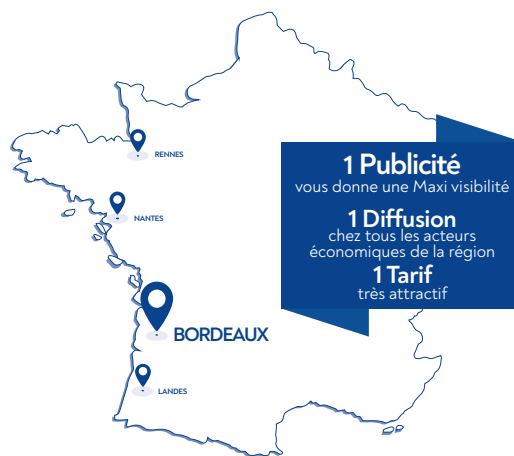 RENNES
1 Publicité
vous donne une Maxi visibilité
NANTES
1 Diffusion
chez tous les acteurs
économiques de la région
1 Tarif
très attractif
BORDEAUX
LANDES